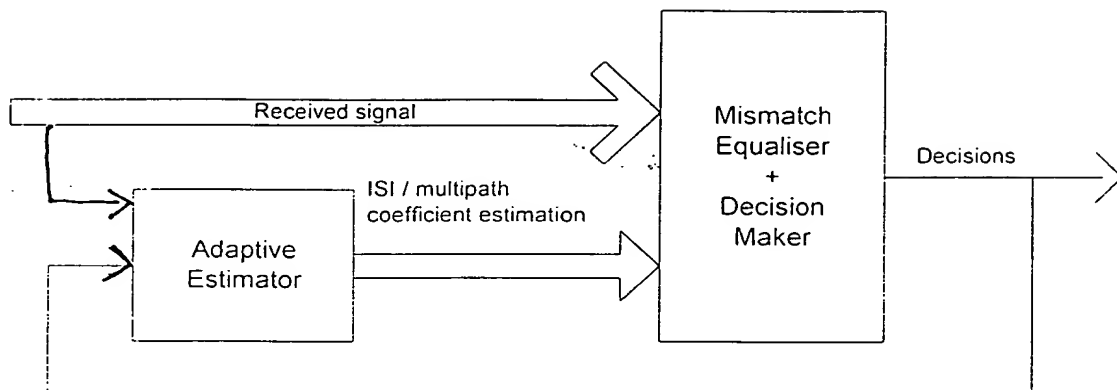 Received signal
Mismatch
Equaliser
+
Decision
Maker
Decisions
ISI / multipath
coefficient estimation
Adaptive
Estimator